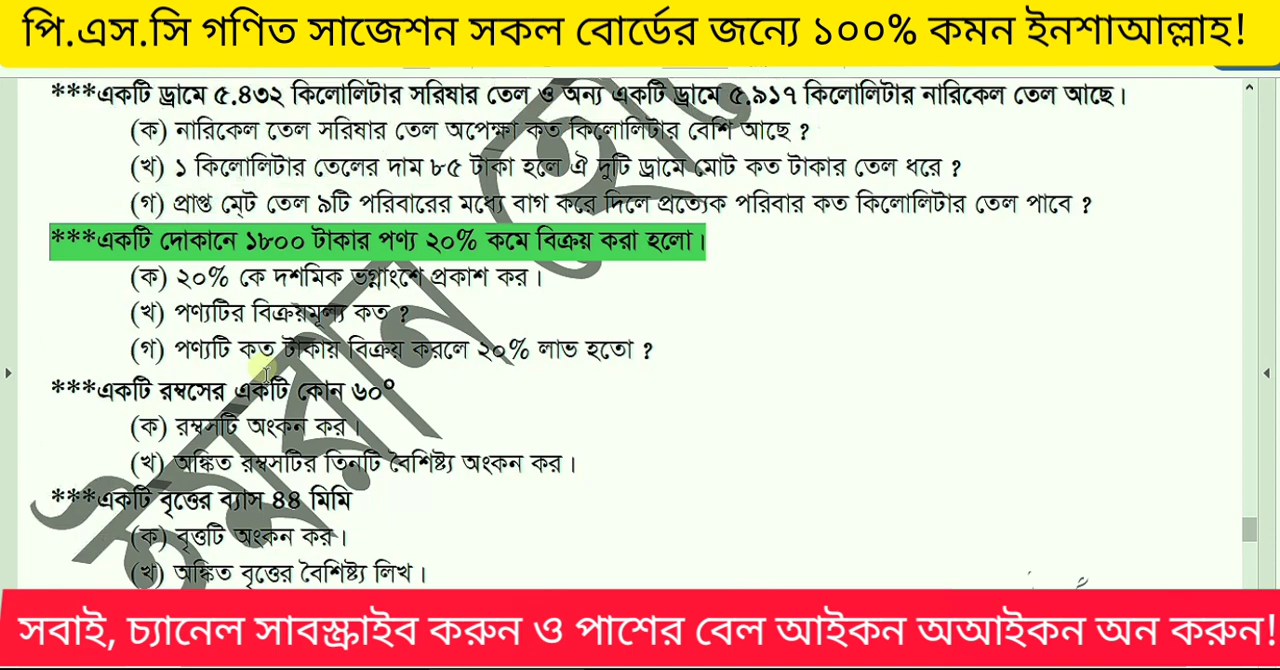 পি.এস.সি গণিত সাজেশন সকল বোর্ডের জন্যে ১০০% কমন ইনশাআল্লাহ!
***একটি ড্রামে ৫.৪৩২ কিলোলিটার সরিষার তেল ও অন্য একটি ড্রামে ৫.৯১৭ কিলোলিটার নারিকেল তেল আছে।
(ক) নারিকেল তেল সরিষার তেল অপেক্ষা কত কিলোলিটার বেশি আছে ?
(খ) ১ কিলোলিটার তেলের দাম ৮৫ টাকা হলে ঐ দুটি ড্রামে মোট কত টাকার তেল ধরে ?
(গ) প্রাপ্ত মেট তেল ৯টি পরিবারের মধ্যে বাগ করে দিলে প্রত্যেক পরিবার কত কিলোলিটার তেল পাবে ?
***একটি দোকানে ১৮০০ টাকার পণ্য ২০% কমে বিক্রয় করা হলো।
(ক) ২০% কে দশমিক ভগ্নাংশে প্রকাশ কর।
(খ) পণ্যটির বিক্রয়মূল্য কত ?
(গ) পণ্যটি কত টাকায় বিক্রয় করলে ২০% লাভ হতো ?
***একটি রম্বসের একটি কোন ৬০°
(ক) রম্বসটি অংকন কর।
(খ) অঙ্কিত রম্বসটির তিনটি বৈশিষ্ট্য অংকন কর।
***একটি বৃত্তের ব্যাস ৪৪ মিমি
(ক) বৃত্তটি অংকন কর।
(খ) অঙ্কিত বৃত্তের বৈশিষ্ট্য লিখ।
ইমরান হো
সবাই, চ্যানেল সাবস্ক্রাইব করুন ও পাশের বেল আইকন অআইকন অন করুন!